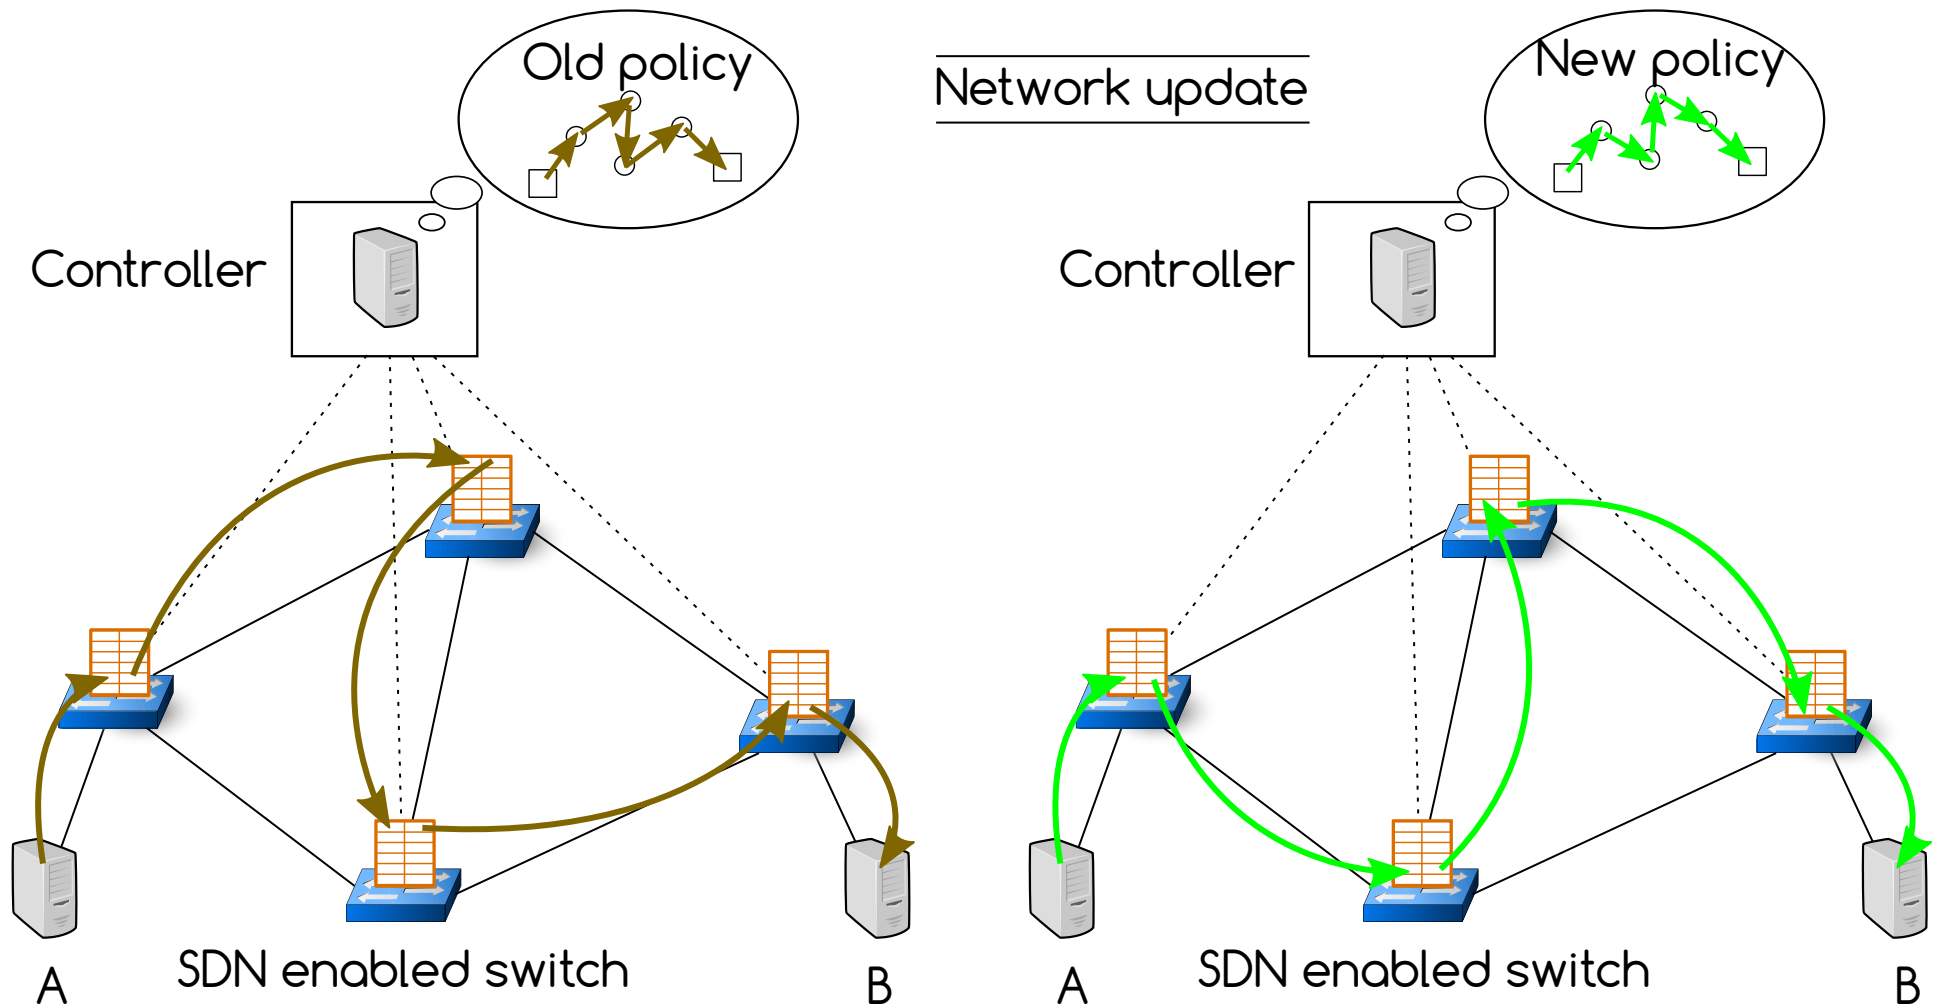 Old policy
Network update
New policy
Controller
Controller
SDN enabled switch
SDN enabled switch
A
B
A
B